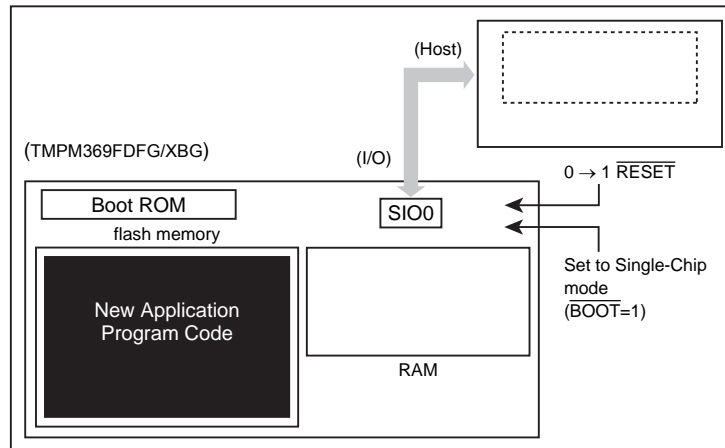 (Host)
(TMPM369FDFG/XBG)
(I/O)
0 → 1 RESET
Boot ROM
SIO0
flash memory
Set to Single-Chip
mode
(BOOT=1)
New Application
Program Code
RAM